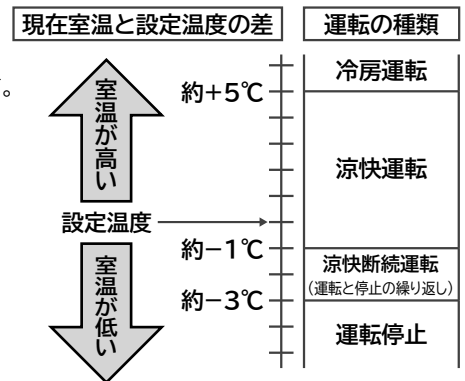 現在室温と設定温度の差
運転の種類
。
室温が高い
約+5℃
冷房運転
涼快運転
設定温度
約-1℃
涼快断続運転
(運転と停止の繰り返し)
室温が低い
約-3℃
運転停止